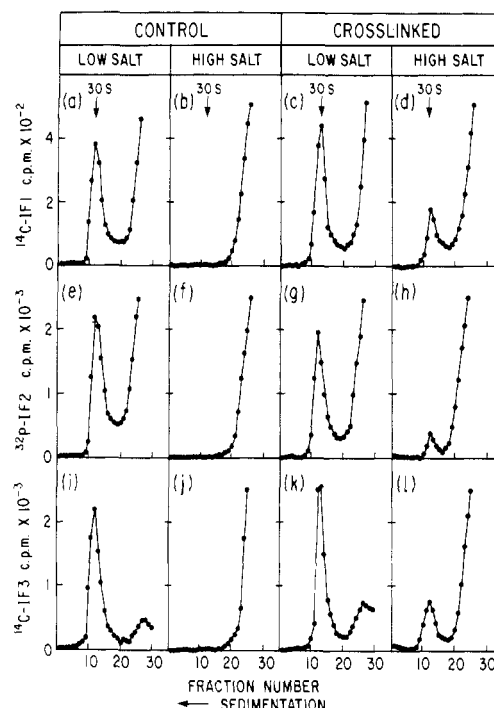 CONTROL CROSSLINKED
LOW SALT HIGH SALT LOW SALT HIGH SALT
(a) 30S (b) 30S (c) 30S (d) 30S
¹⁴C-IF1 c.p.m. × 10⁻²
4
2
0
(e) (f) (g) (h)
³²P-IF2 c.p.m. × 10⁻³
2
1
0
(i) (j) (k) (l)
¹⁴C-IF3 c.p.m. × 10⁻³
2
1
0
10 20 30 10 20 30 10 20 30 10 20 30
FRACTION NUMBER
← SEDIMENTATION